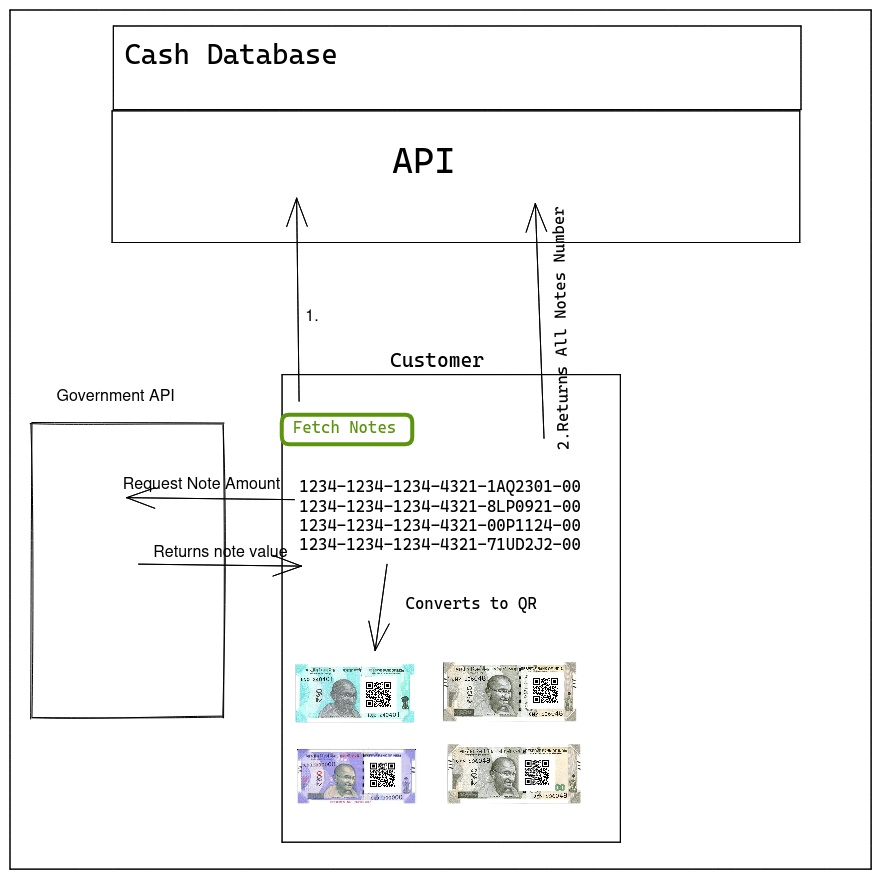 Cash Database
API
1.
2.Returns All Notes Number
Customer
Government API
Fetch Notes
Request Note Amount
1234-1234-1234-4321-1AQ2301-00
1234-1234-1234-4321-8LP0921-00
1234-1234-1234-4321-00P1124-00
1234-1234-1234-4321-71UD2J2-00
Returns note value
Converts to QR